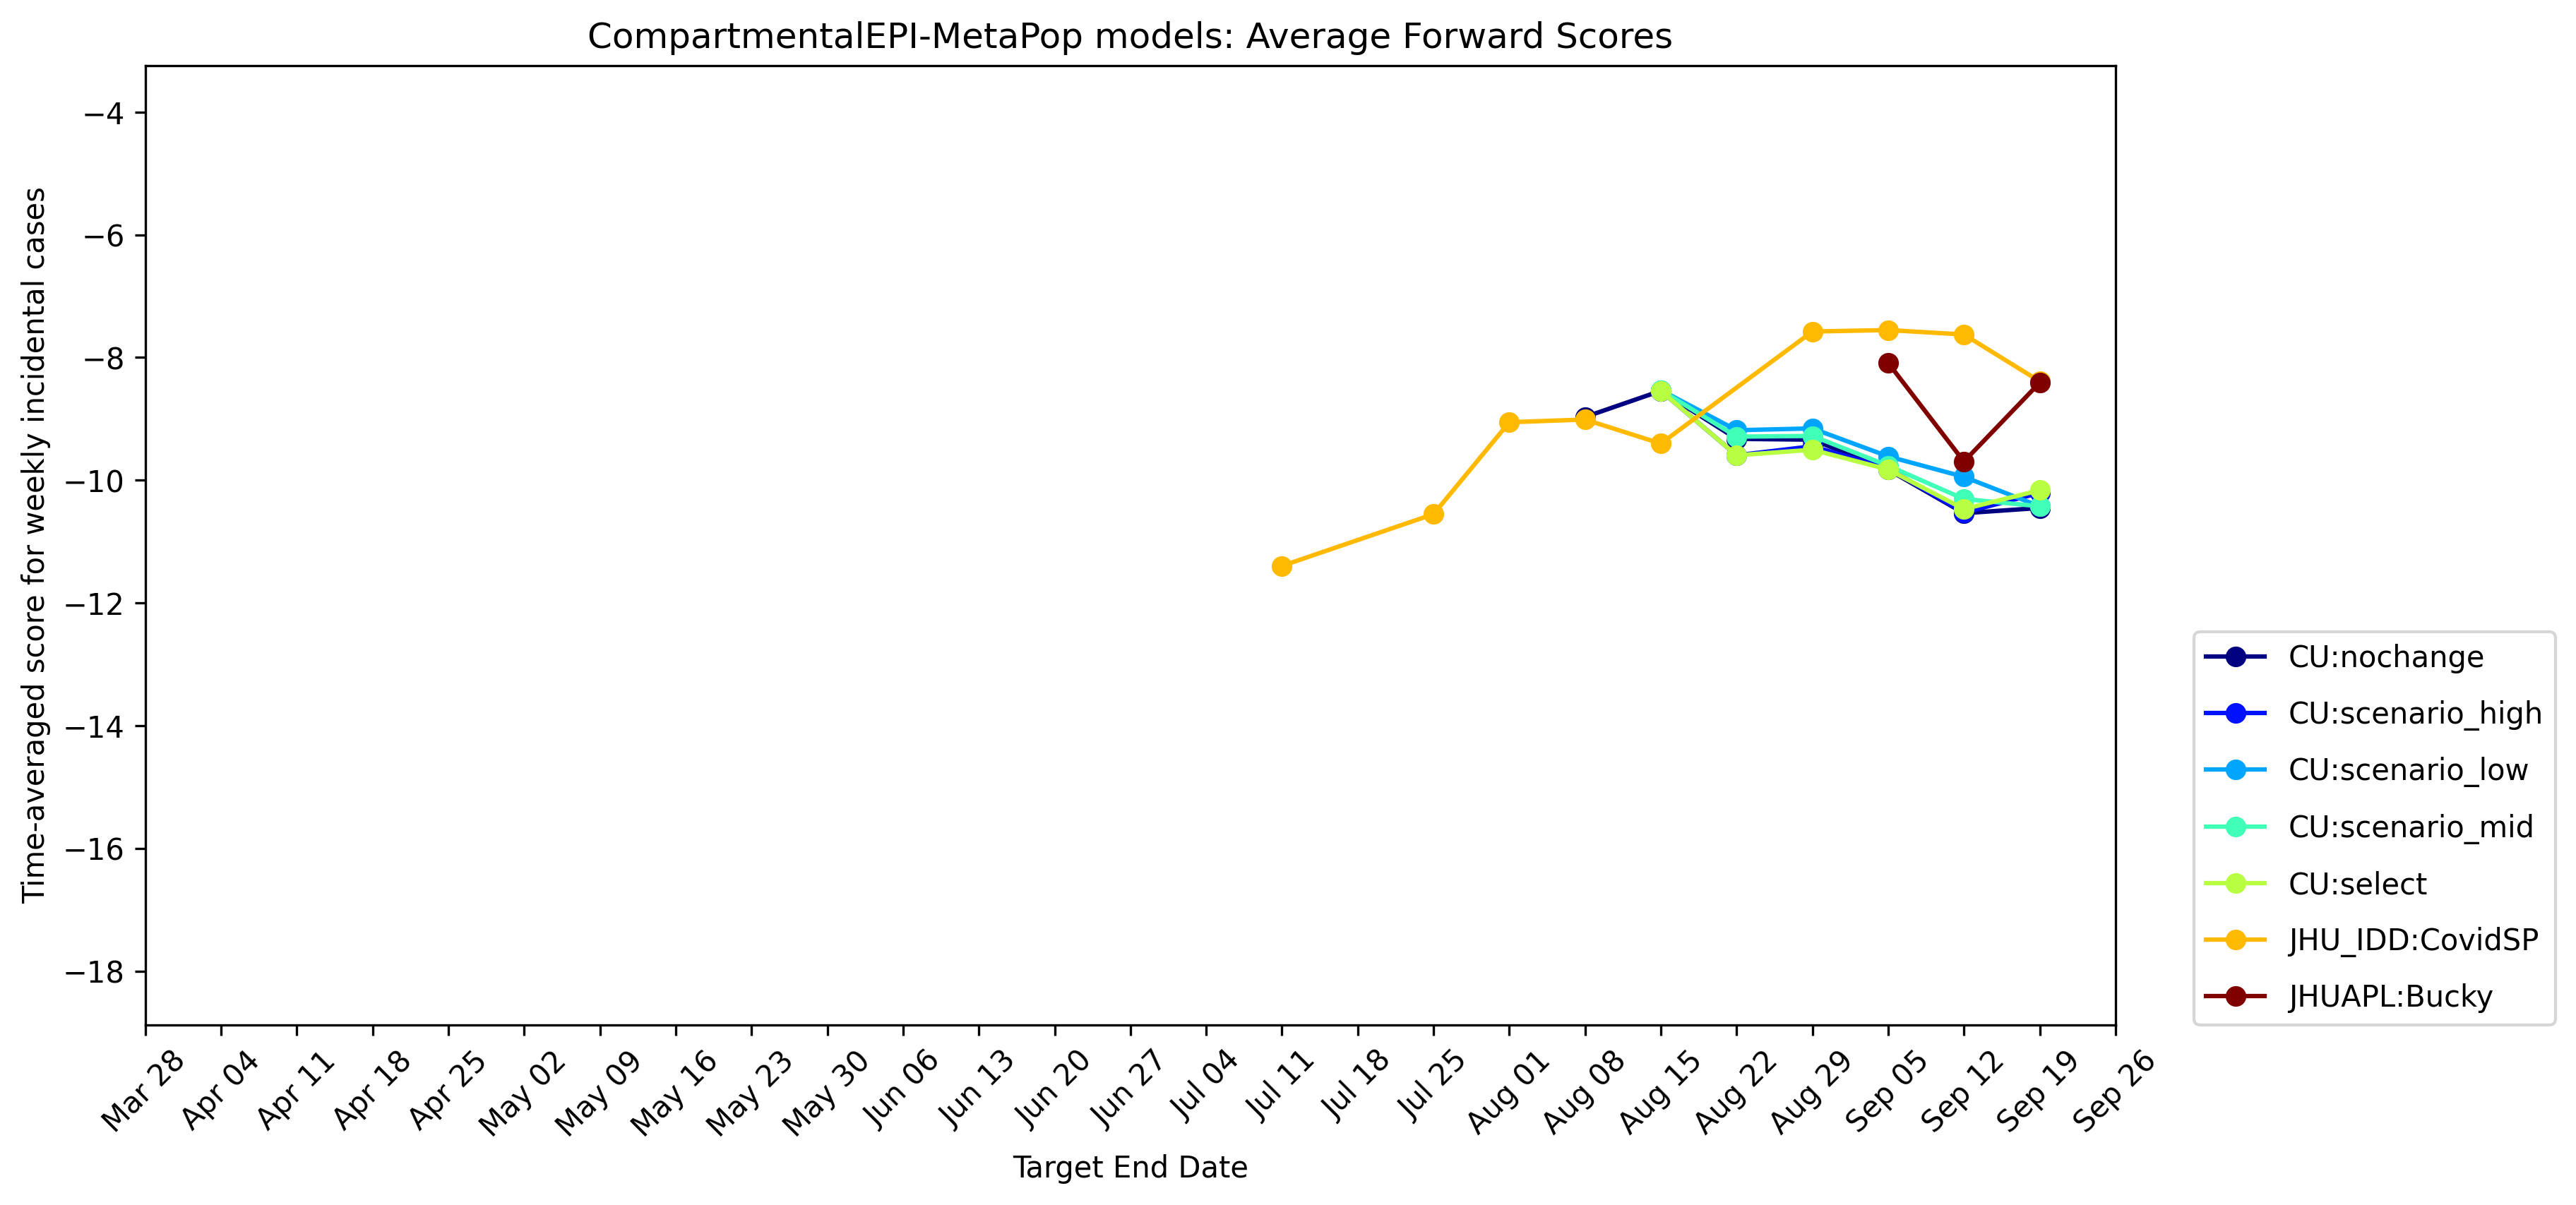 CompartmentalEPI-MetaPop models: Average Forward Scores
Time-averaged score for weekly incidental cases
−4
−6
−8
−10
−12
−14
−16
−18
Mar 28
Apr 04
Apr 11
Apr 18
Apr 25
May 02
May 09
May 16
May 23
May 30
Jun 06
Jun 13
Jun 20
Jun 27
Jul 04
Jul 11
Jul 18
Jul 25
Aug 01
Aug 08
Aug 15
Aug 22
Aug 29
Sep 05
Sep 12
Sep 19
Sep 26
Target End Date
CU:nochange
CU:scenario_high
CU:scenario_low
CU:scenario_mid
CU:select
JHU_IDD:CovidSP
JHUAPL:Bucky